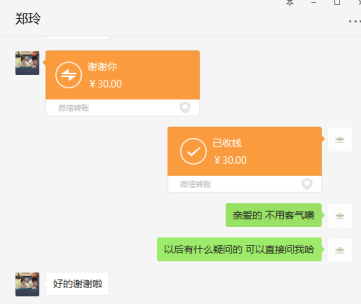 郑玲
谢谢你
￥30.00
微信转账
已收钱
￥30.00
微信转账
亲爱的 不用客气噢
以后有什么疑问的 可以直接问我哈
好的谢谢啦